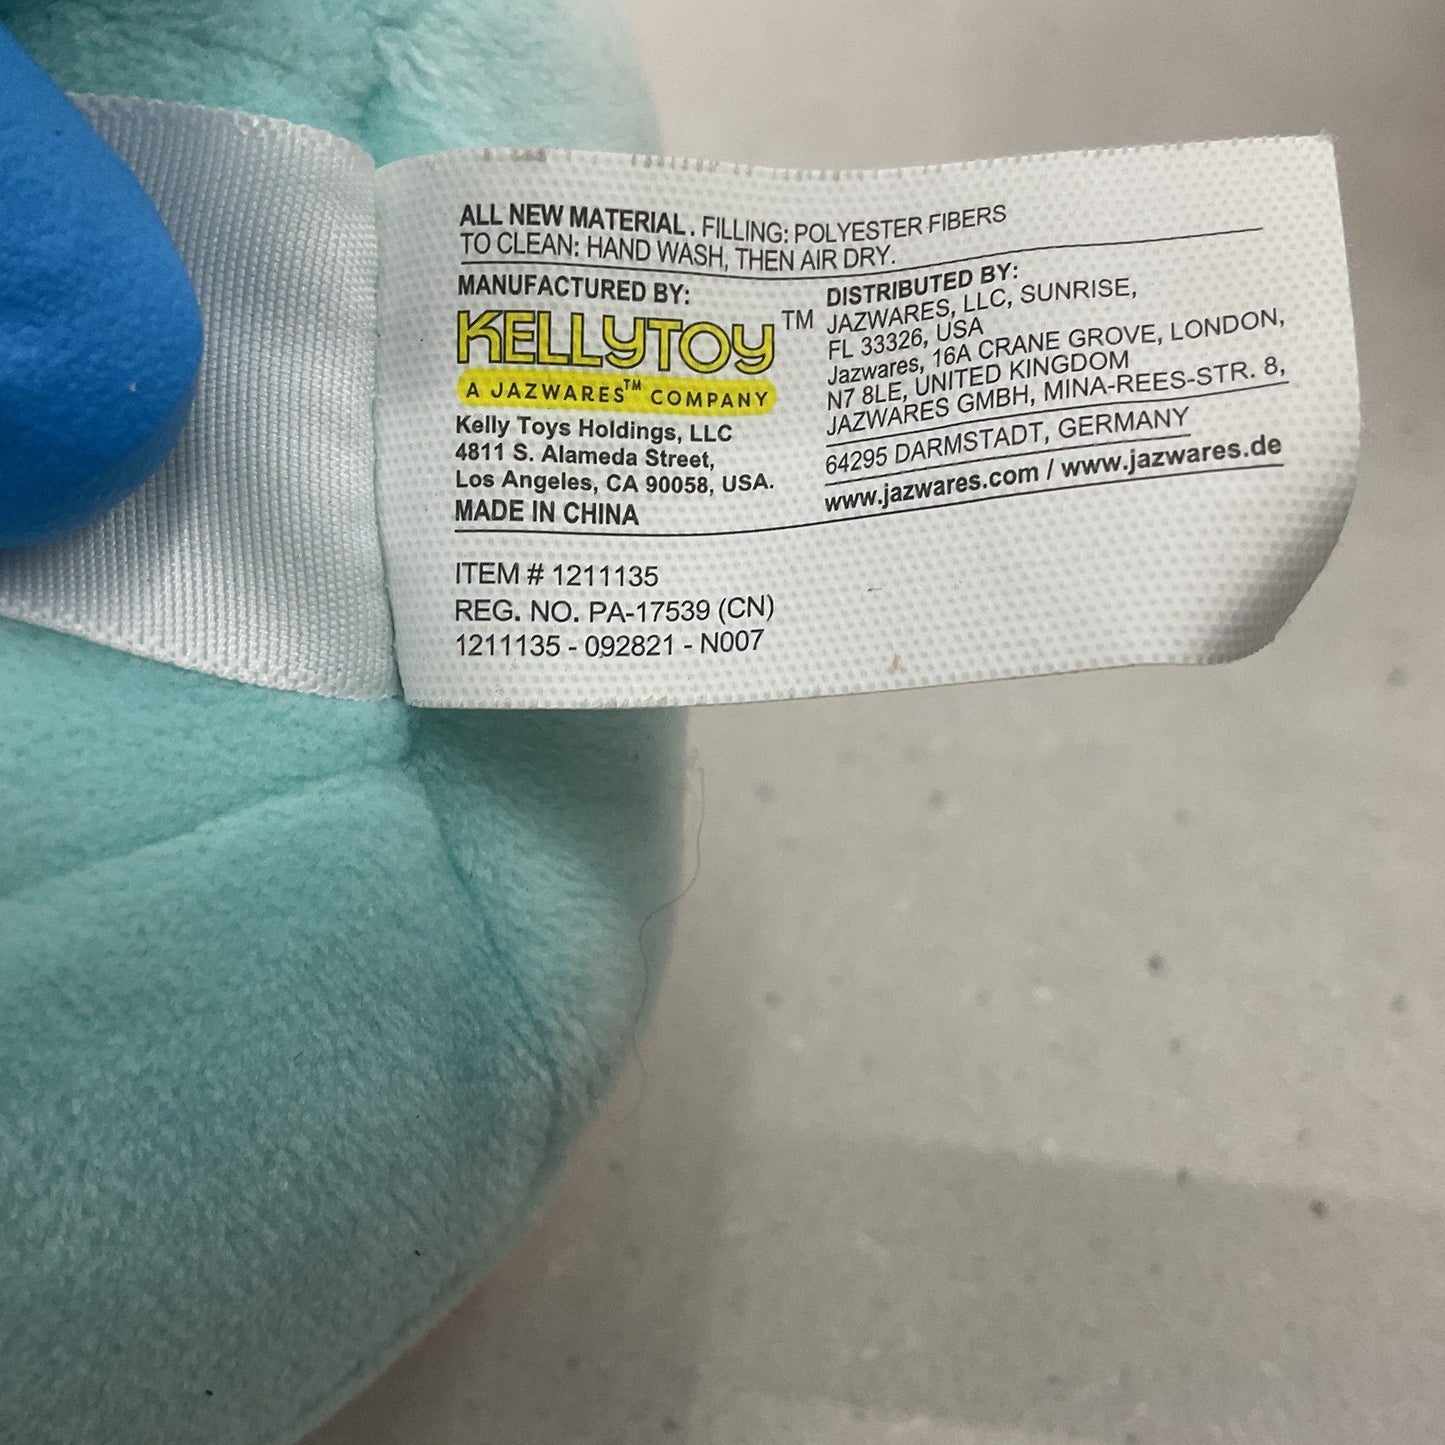 ALL NEW MATERIAL. FILLING: POLYESTER FIBERS
TO CLEAN: HAND WASH, THEN AIR DRY.
MANUFACTURED BY:
KELLYTOY™
A JAZWARES™ COMPANY
Kelly Toys Holdings, LLC
4811 S. Alameda Street,
Los Angeles, CA 90058, USA.
MADE IN CHINA
DISTRIBUTED BY:
JAZWARES, LLC, SUNRISE,
FL 33326, USA
Jazwares, 16A CRANE GROVE, LONDON,
N7 8LE, UNITED KINGDOM
JAZWARES GMBH, MINA-REES-STR. 8,
64295 DARMSTADT, GERMANY
www.jazwares.com / www.jazwares.de
ITEM # 1211135
REG. NO. PA-17539 (CN)
1211135 - 092821 - N007